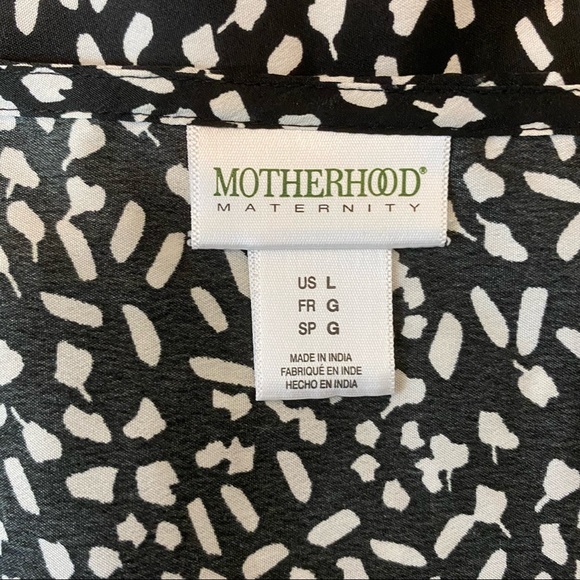 MOTHERHOOD®
MATERNITY
US L
FR G
SP G
MADE IN INDIA
FABRIQUÉ EN INDE
HECHO EN INDIA